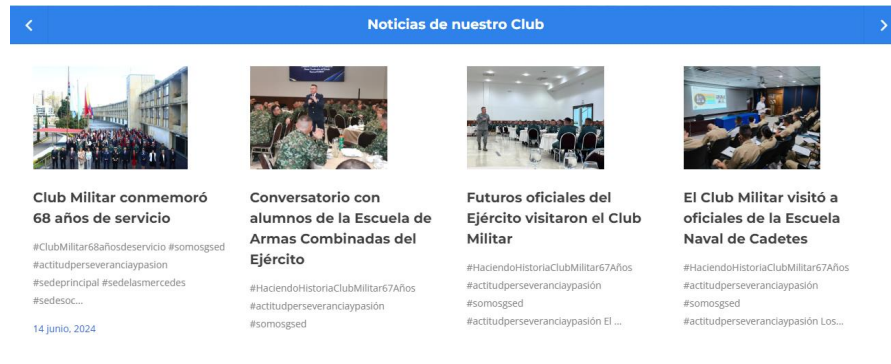 Noticias de nuestro Club
Club Militar conmemoró
68 años de servicio
#ClubMilitar68añosdeservicio #somosgsed
#actitudperseveranciaypasion
#sedeprincipal #sedelasmercedes
#sedesoc...
14 junio, 2024
Conversatorio con
alumnos de la Escuela de
Armas Combinadas del
Ejército
#HaciendoHistoriaClubMilitar67Años
#actitudperseveranciaypasión
#somosgsed
Futuros oficiales del
Ejército visitaron el Club
Militar
#HaciendoHistoriaClubMilitar67Años
#actitudperseveranciaypasión
#somosgsed
#actitudperseveranciaypasión El ...
El Club Militar visitó a
oficiales de la Escuela
Naval de Cadetes
#HaciendoHistoriaClubMilitar67Años
#actitudperseveranciaypasión
#somosgsed
#actitudperseveranciaypasión Los...